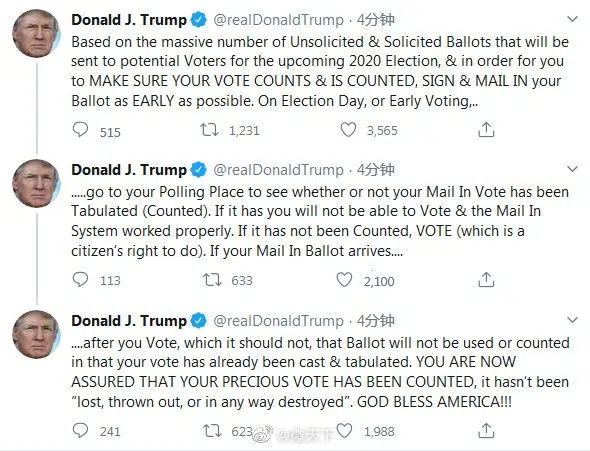 Donald J. Trump @realDonaldTrump · 4分钟
Based on the massive number of Unsolicited & Solicited Ballots that will be
sent to potential Voters for the upcoming 2020 Election, & in order for you
to MAKE SURE YOUR VOTE COUNTS & IS COUNTED, SIGN & MAIL IN your
Ballot as EARLY as possible. On Election Day, or Early Voting,..
515 1,231 3,565
Donald J. Trump @realDonaldTrump · 4分钟
.....go to your Polling Place to see whether or not your Mail In Vote has been
Tabulated (Counted). If it has you will not be able to Vote & the Mail In
System worked properly. If it has not been Counted, VOTE (which is a
citizen's right to do). If your Mail In Ballot arrives....
113 633 2,100
Donald J. Trump @realDonaldTrump · 4分钟
....after you Vote, which it should not, that Ballot will not be used or counted
in that your vote has already been cast & tabulated. YOU ARE NOW
ASSURED THAT YOUR PRECIOUS VOTE HAS BEEN COUNTED, it hasn't been
“lost, thrown out, or in any way destroyed”. GOD BLESS AMERICA!!!
241 623 1,988
@微天下